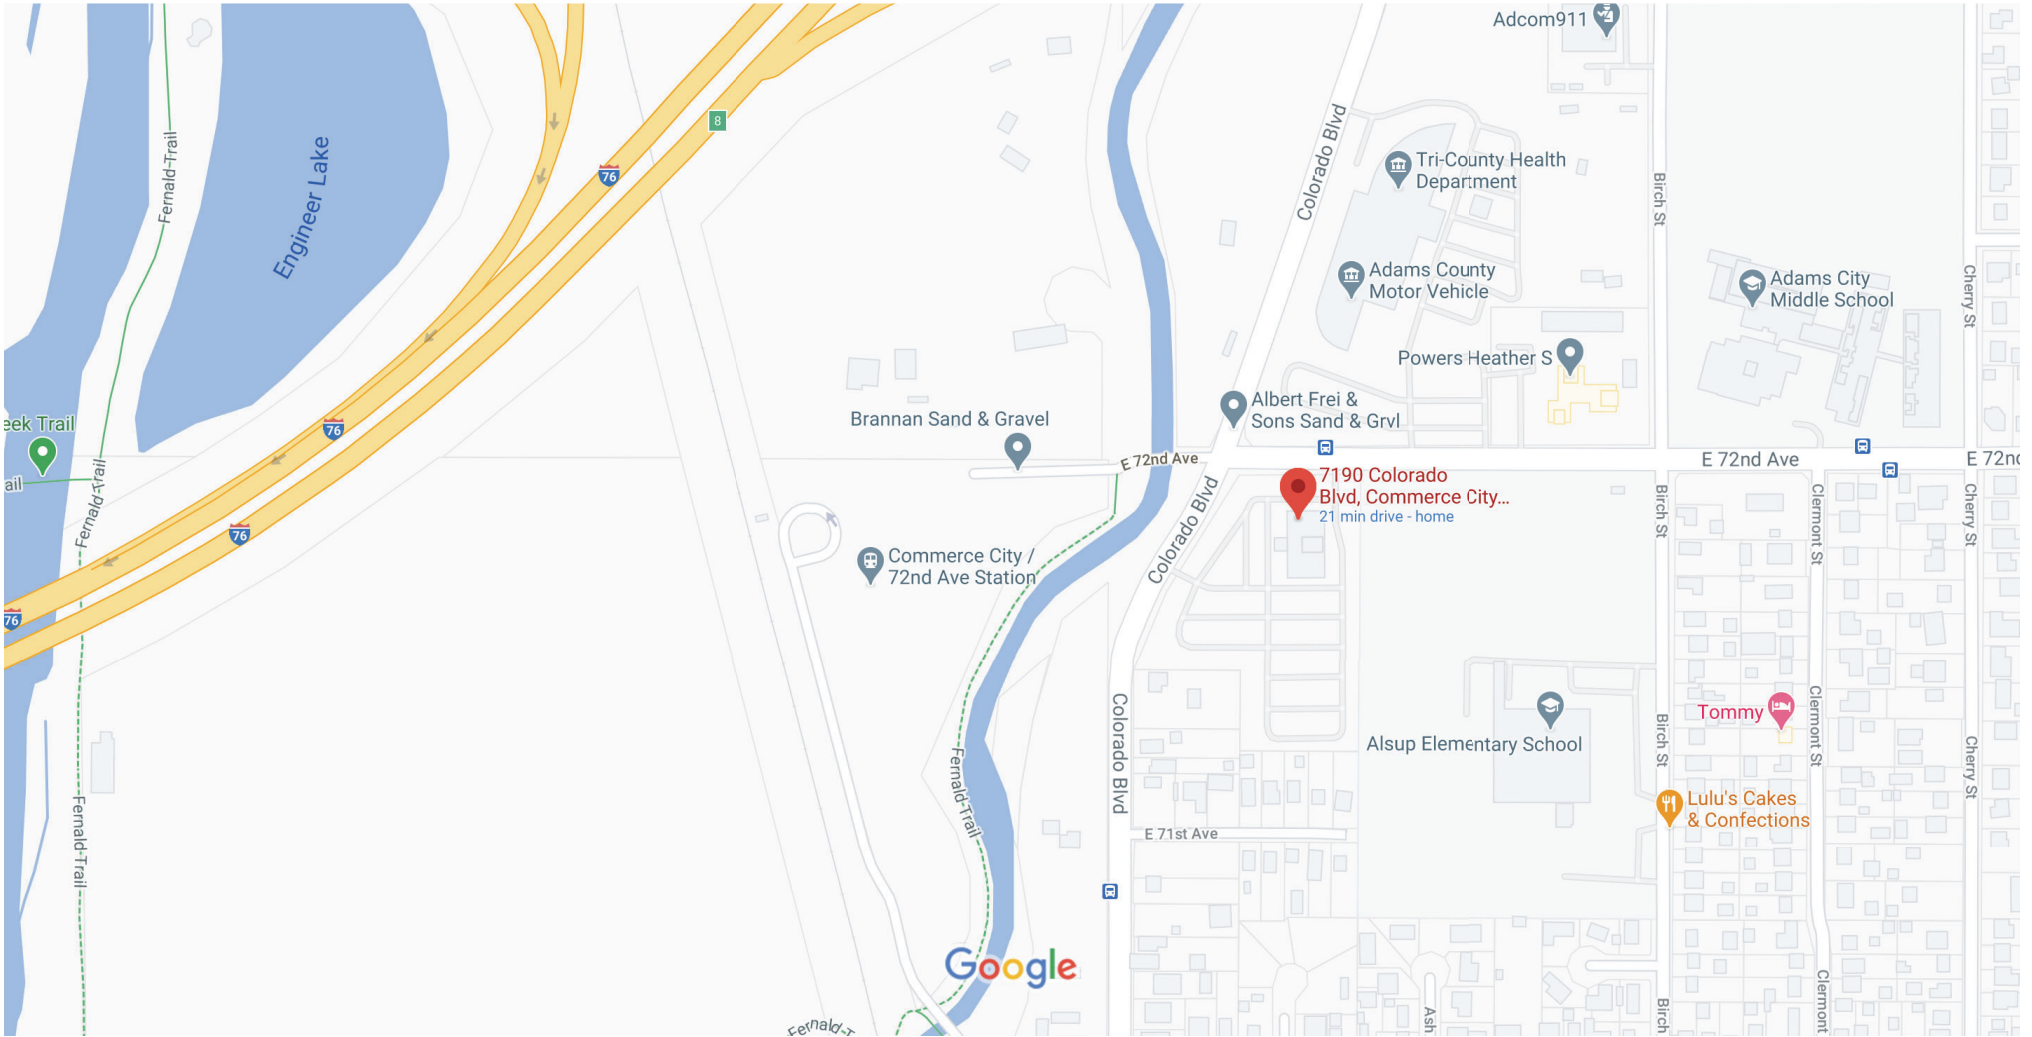 Adcom911
8
76
Fernald Trail
Engineer Lake
Colorado Blvd
Tri-County Health
Department
Birch St
Adams County
Motor Vehicle
Adams City
Middle School
Cherry St
Powers Heather S
Albert Frei &
Sons Sand & Grvl
Brannan Sand & Gravel
76
eek Trail
ail
Fernald Trail
E 72nd Ave
E 72nd Ave
E 72nd
7190 Colorado
Blvd, Commerce City...
21 min drive - home
Colorado Blvd
Birch St
Clermont St
Cherry St
76
Commerce City /
72nd Ave Station
76
Colorado Blvd
Alsup Elementary School
Birch St
Tommy
Clermont St
Cherry St
Fernald Trail
Fernald Trail
Lulu's Cakes
& Confections
E 71st Ave
Google
Fernald T
Ash
Birch
Clermont